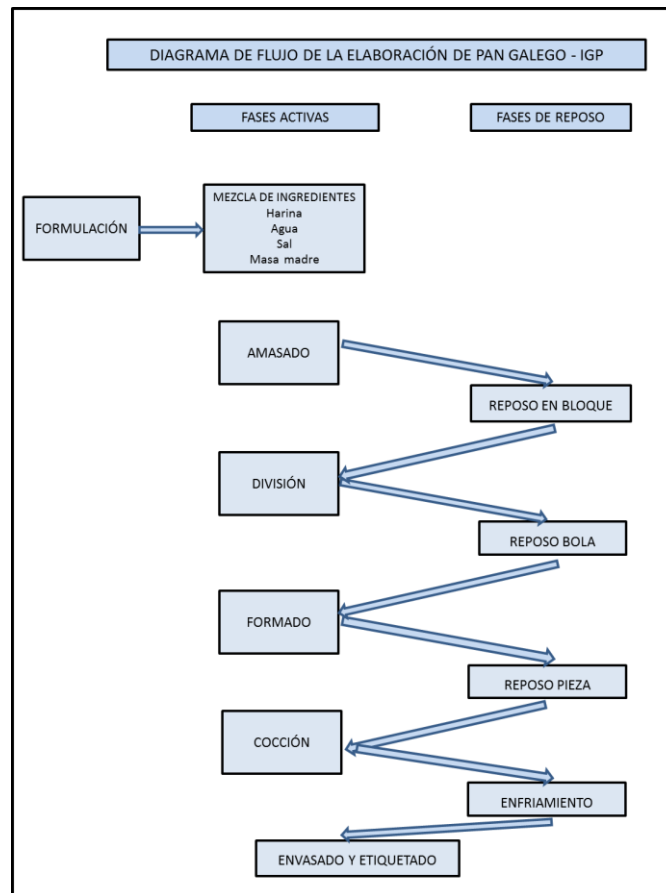 DIAGRAMA DE FLUJO DE LA ELABORACIÓN DE PAN GALEGO - IGP
FASES ACTIVAS
FASES DE REPOSO
FORMULACIÓN
MEZCLA DE INGREDIENTES
Harina
Agua
Sal
Masa madre
AMASADO
REPOSO EN BLOQUE
DIVISIÓN
REPOSO BOLA
FORMADO
REPOSO PIEZA
COCCIÓN
ENFRIAMIENTO
ENVASADO Y ETIQUETADO